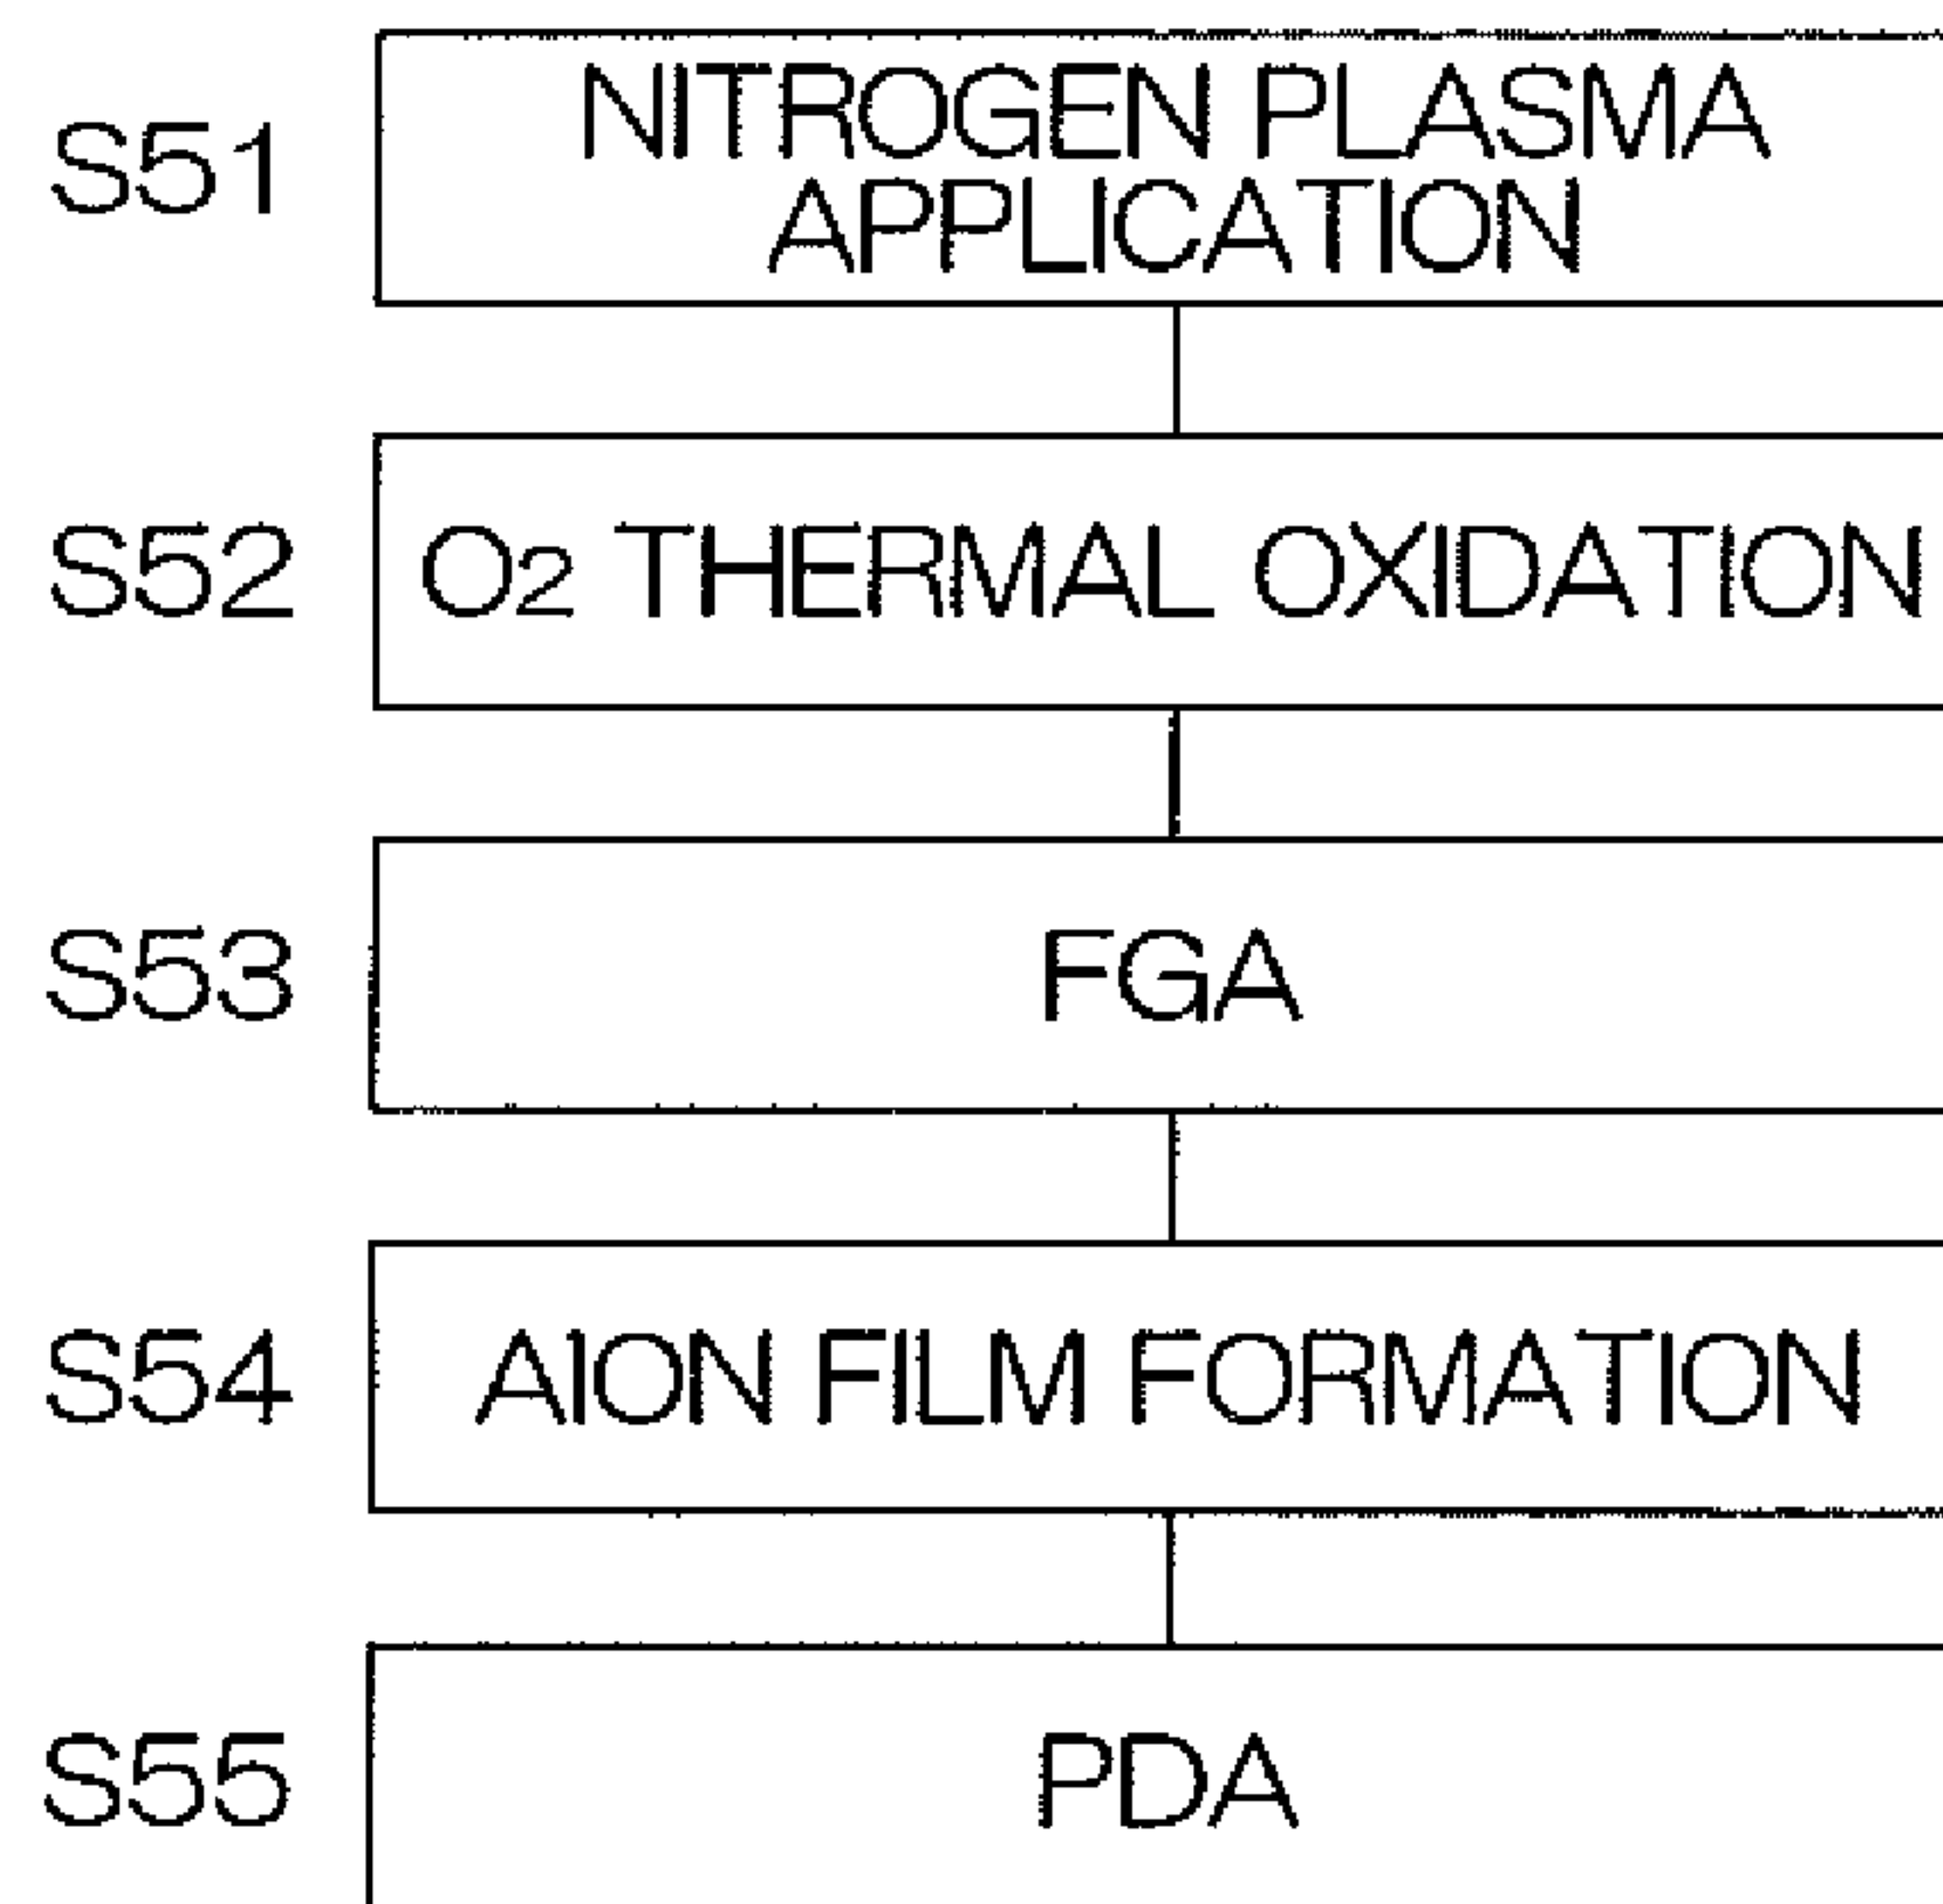 S51 NITROGEN PLASMA
APPLICATION
S52 O2 THERMAL OXIDATION
S53 FGA
S54 AlON FILM FORMATION
S55 PDA